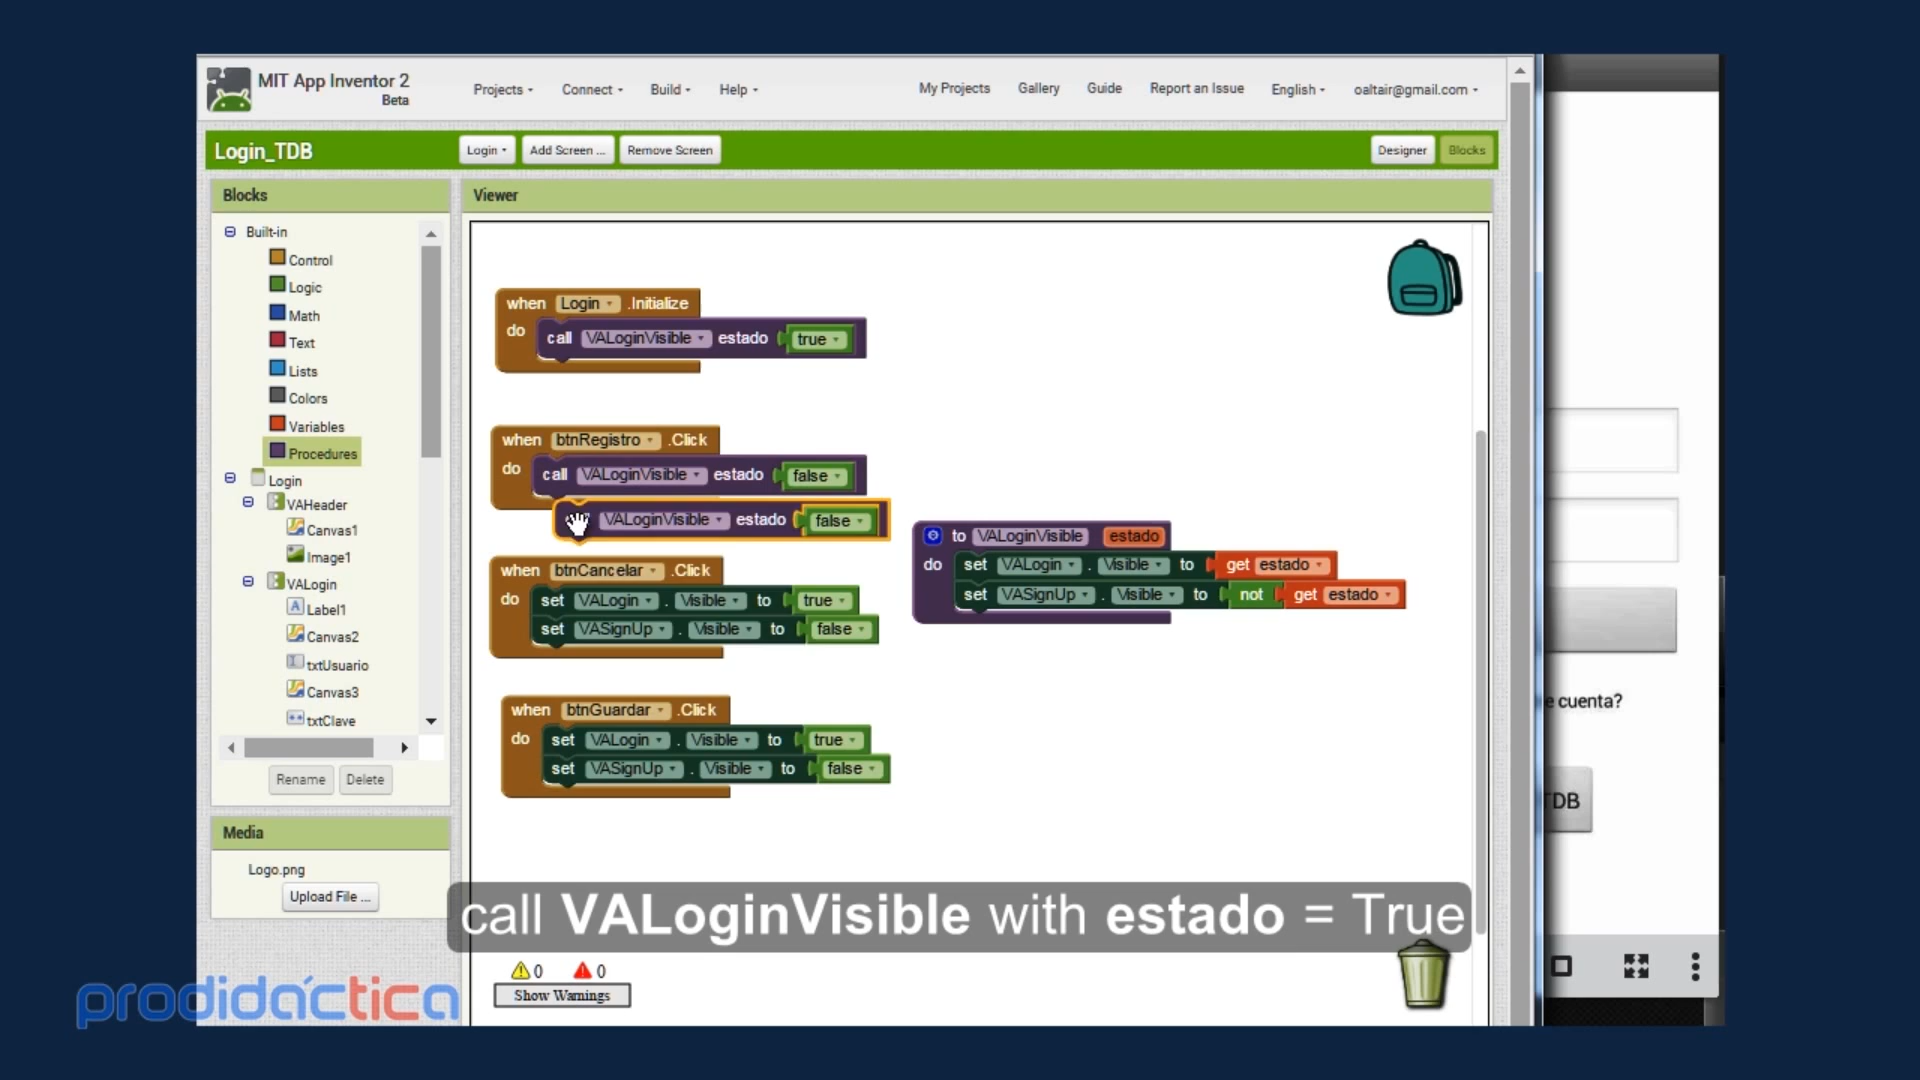 MIT App Inventor 2
Beta
Projects Connect Build Help My Projects Gallery Guide Report an Issue English oaltair@gmail.com
Login_TDB Login Add Screen ... Remove Screen Designer Blocks
Blocks
Viewer
Built-in
Control
Logic
Math
Text
Lists
Colors
Variables
Procedures
Login
VAHeader
Canvas1
Image1
VALogin
Label1
Canvas2
txtUsuario
Canvas3
txtClave
Rename Delete
Media
Logo.png
Upload File ...
when Login .Initialize
do call VALoginVisible estado true
when btnRegistro .Click
do call VALoginVisible estado false
VALoginVisible estado false
when btnCancelar .Click
do set VALogin . Visible to true
set VASignUp . Visible to false
when btnGuardar .Click
do set VALogin . Visible to true
set VASignUp . Visible to false
to VALoginVisible estado
do set VALogin . Visible to get estado
set VASignUp . Visible to not get estado
e cuenta?
TDB
call VALoginVisible with estado = True
0 0
Show Warnings
prodidáctica